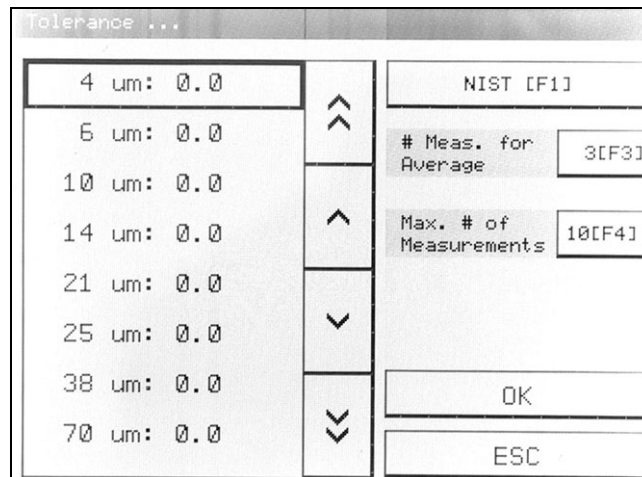 Tolerance ...
4 um: 0.0
6 um: 0.0
10 um: 0.0
14 um: 0.0
21 um: 0.0
25 um: 0.0
38 um: 0.0
70 um: 0.0
NIST [F1]
# Meas. for
Average
3[F3]
Max. # of
Measurements
10[F4]
OK
ESC